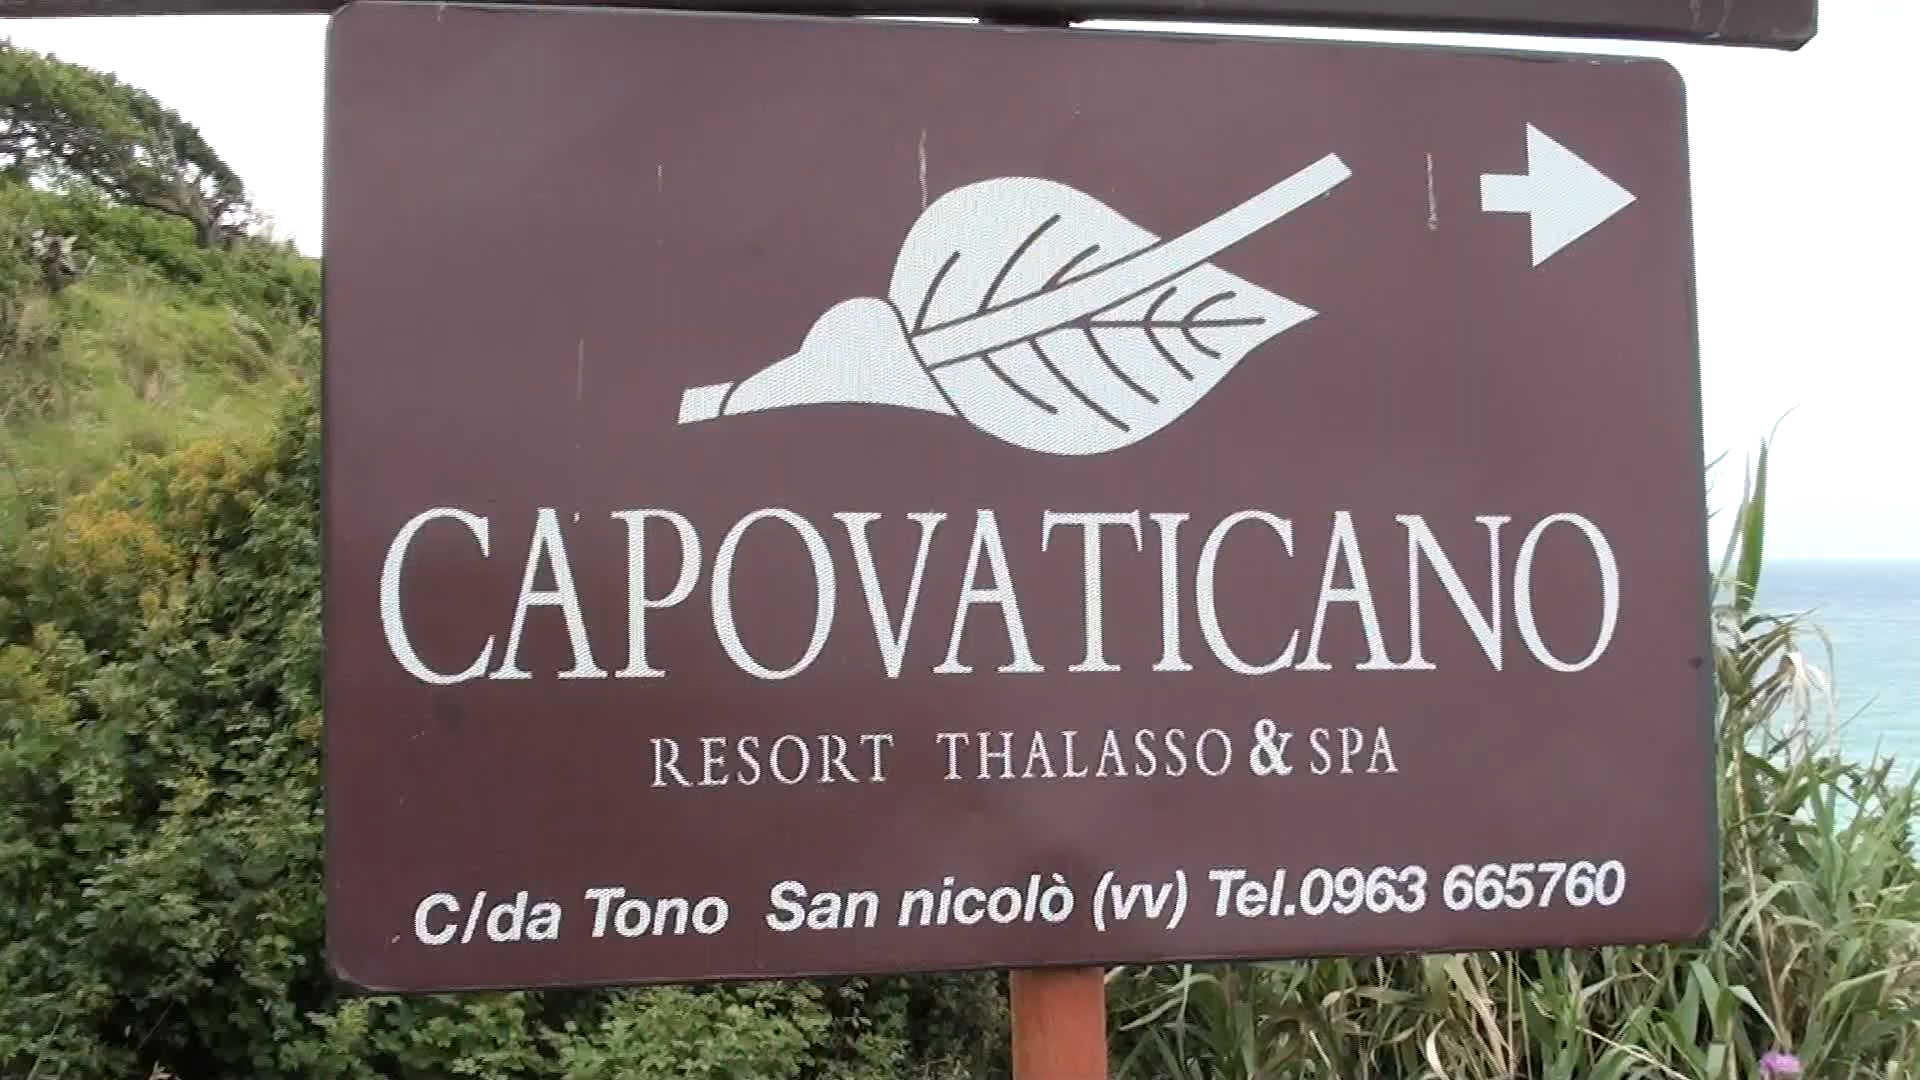 CAPOVATICANO
RESORT THALASSO & SPA
C/da Tono San nicolò (vv) Tel.0963 665760